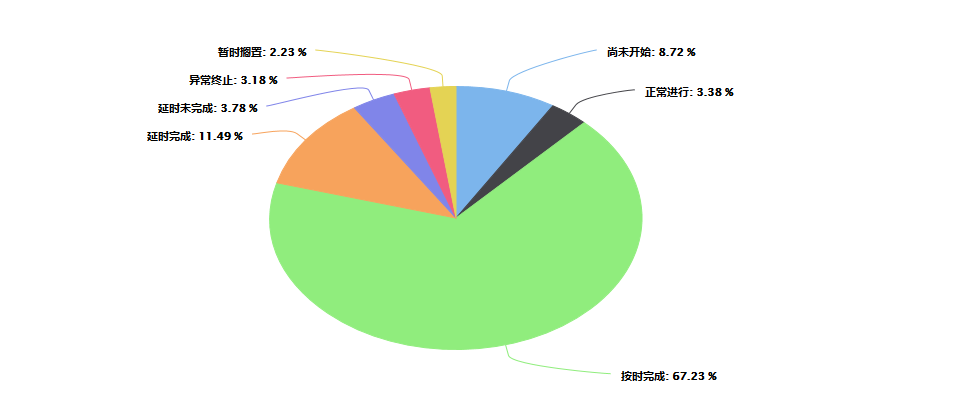 暂时搁置: 2.23 %
尚未开始: 8.72 %
异常终止: 3.18 %
正常进行: 3.38 %
延时未完成: 3.78 %
延时完成: 11.49 %
按时完成: 67.23 %